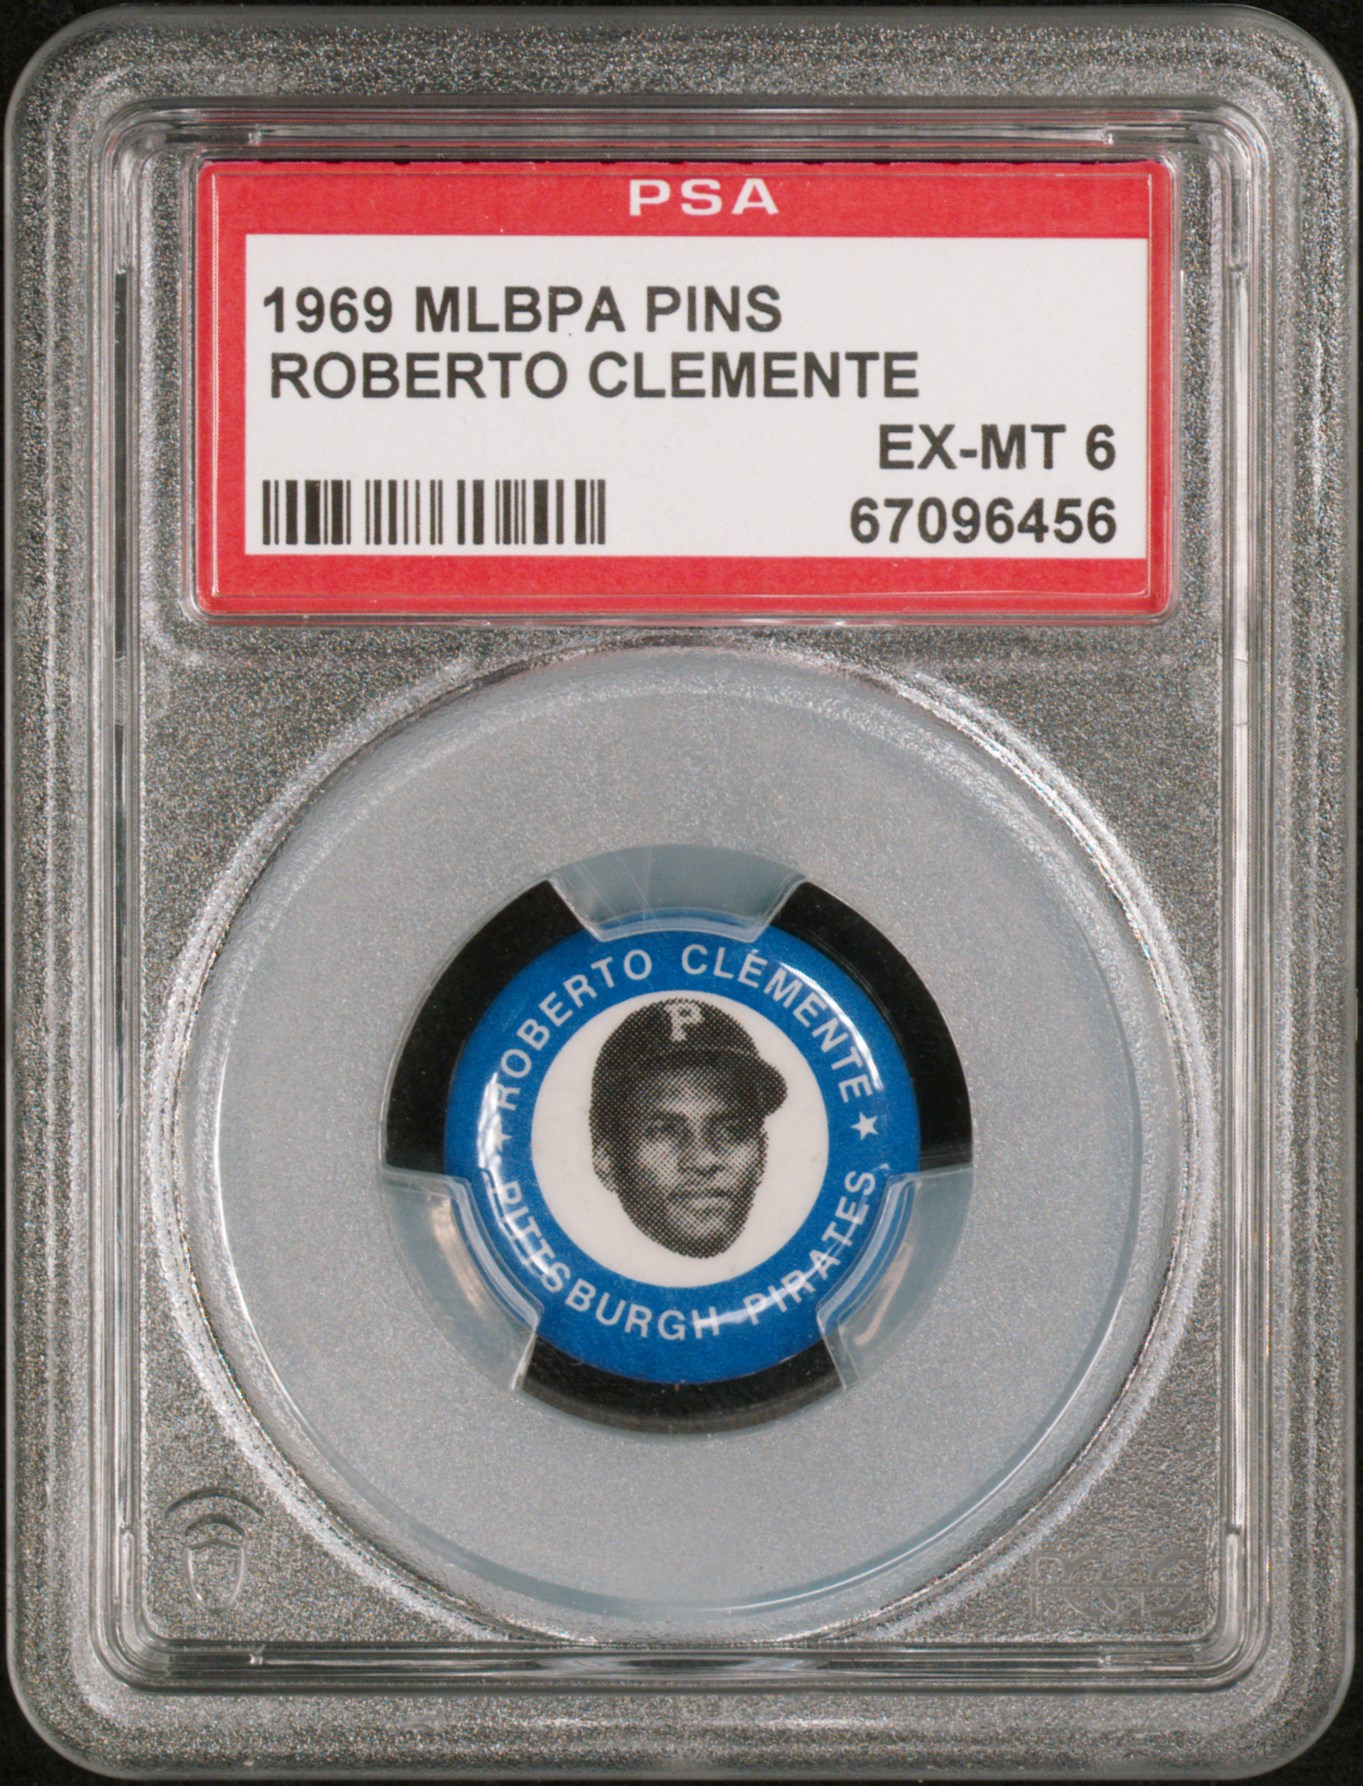 PSA
1969 MLBPA PINS
ROBERTO CLEMENTE
EX-MT 6
67096456
ROBERTO CLEMENTE
P
★ PITTSBURGH PIRATES ★